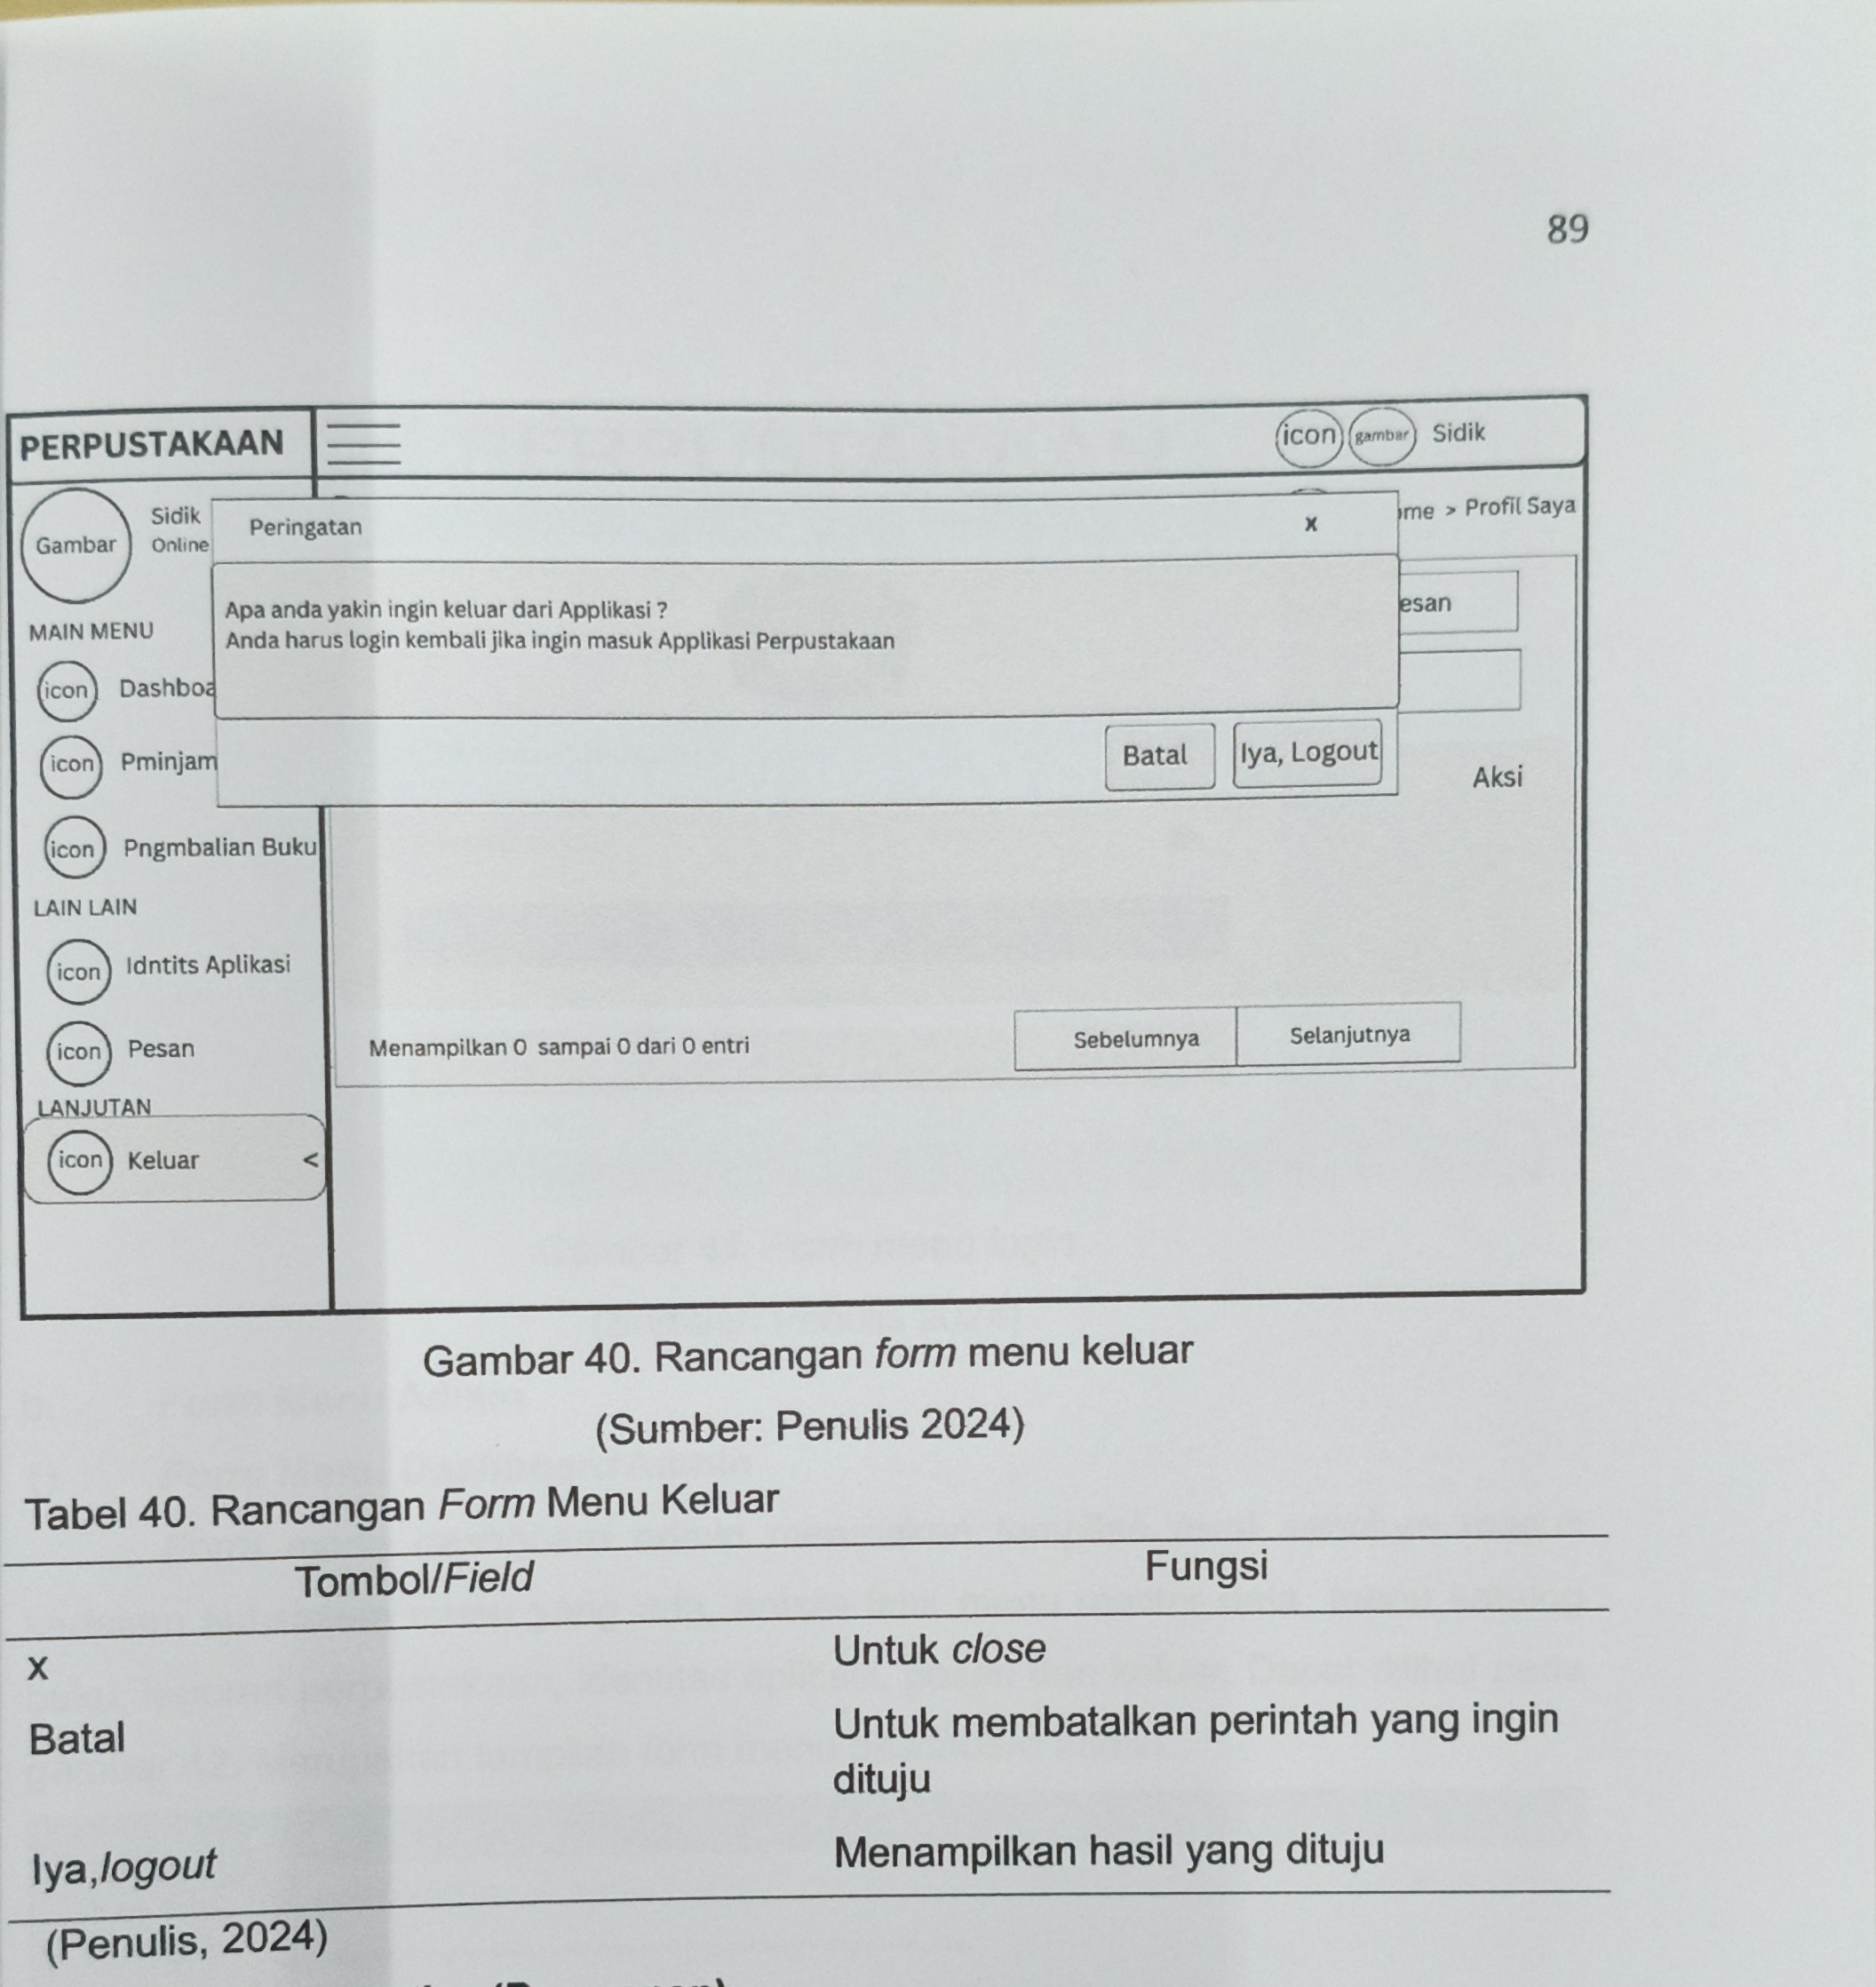 89
PERPUSTAKAAN
icon gambar Sidik
Gambar
Sidik
Online
Peringatan
x
> Profil Saya
Apa anda yakin ingin keluar dari Applikasi ?
Anda harus login kembali jika ingin masuk Applikasi Perpustakaan
esan
MAIN MENU
icon Dashboa
icon Pminjam
Batal
Iya, Logout
Aksi
icon Pngmbalian Buku
LAIN LAIN
icon Idntits Aplikasi
icon Pesan
Menampilkan 0 sampai 0 dari 0 entri
Sebelumnya
Selanjutnya
LANJUTAN
icon Keluar <
Gambar 40. Rancangan form menu keluar
(Sumber: Penulis 2024)
Tabel 40. Rancangan Form Menu Keluar
Tombol/Field Fungsi
x Untuk close
Batal Untuk membatalkan perintah yang ingin
dituju
Iya,logout Menampilkan hasil yang dituju
(Penulis, 2024)